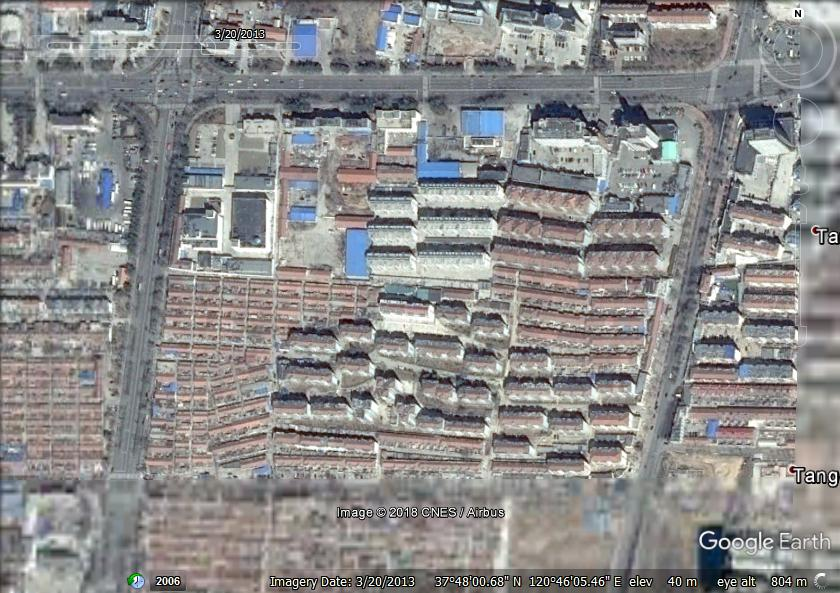 N
3/20/2013
Ta
Tang
Image © 2018 CNES / Airbus
Google Earth
2006
Imagery Date: 3/20/2013 37°48'00.68" N 120°46'05.46" E elev 40 m eye alt 804 m